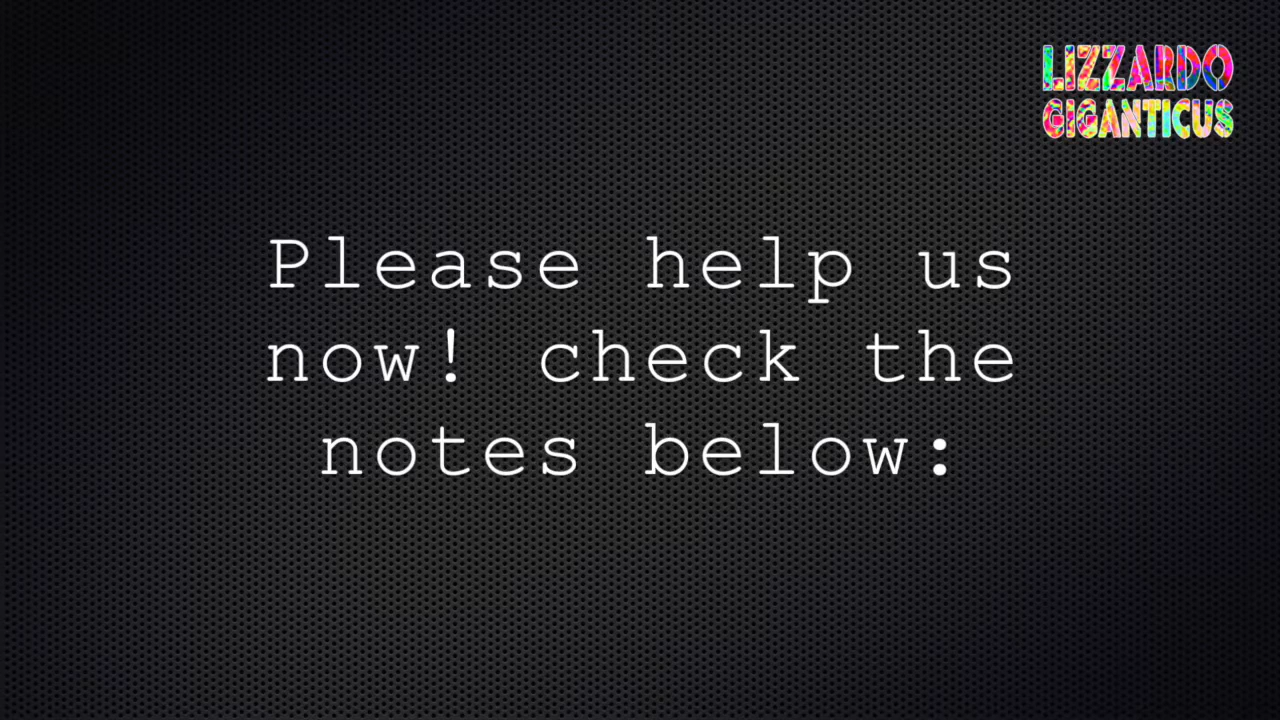 LIZZARDO
GIGANTICUS
Please help us
now! check the
notes below: